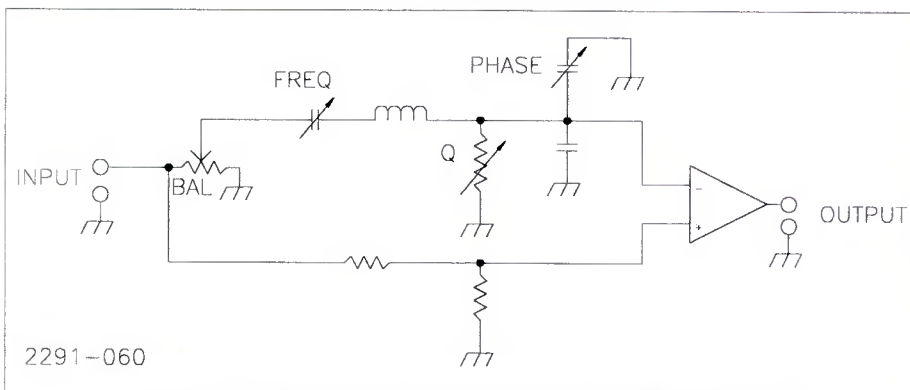 PHASE
FREQ
Q
INPUT
BAL
−
+
OUTPUT
2291-060